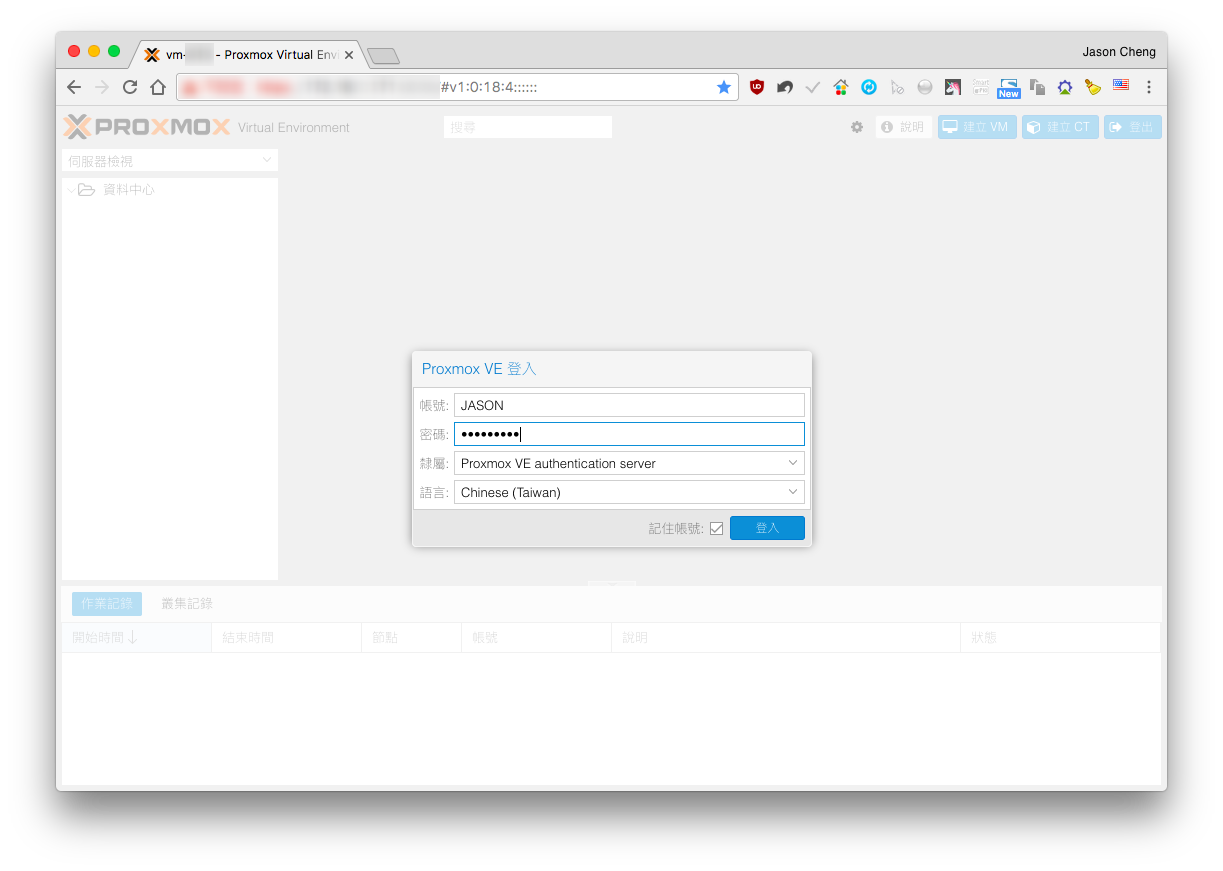 vm- - Proxmox Virtual Envi
Jason Cheng
#v1:0:18:4::::::
New
PROXMOX Virtual Environment
搜尋
說明
建立 VM
建立 CT
登出
伺服器檢視
資料中心
Proxmox VE 登入
帳號: JASON
密碼: •••••••••
隸屬: Proxmox VE authentication server
語言: Chinese (Taiwan)
記住帳號: 登入
作業記錄 叢集記錄
開始時間 結束時間 節點 帳號 說明 狀態